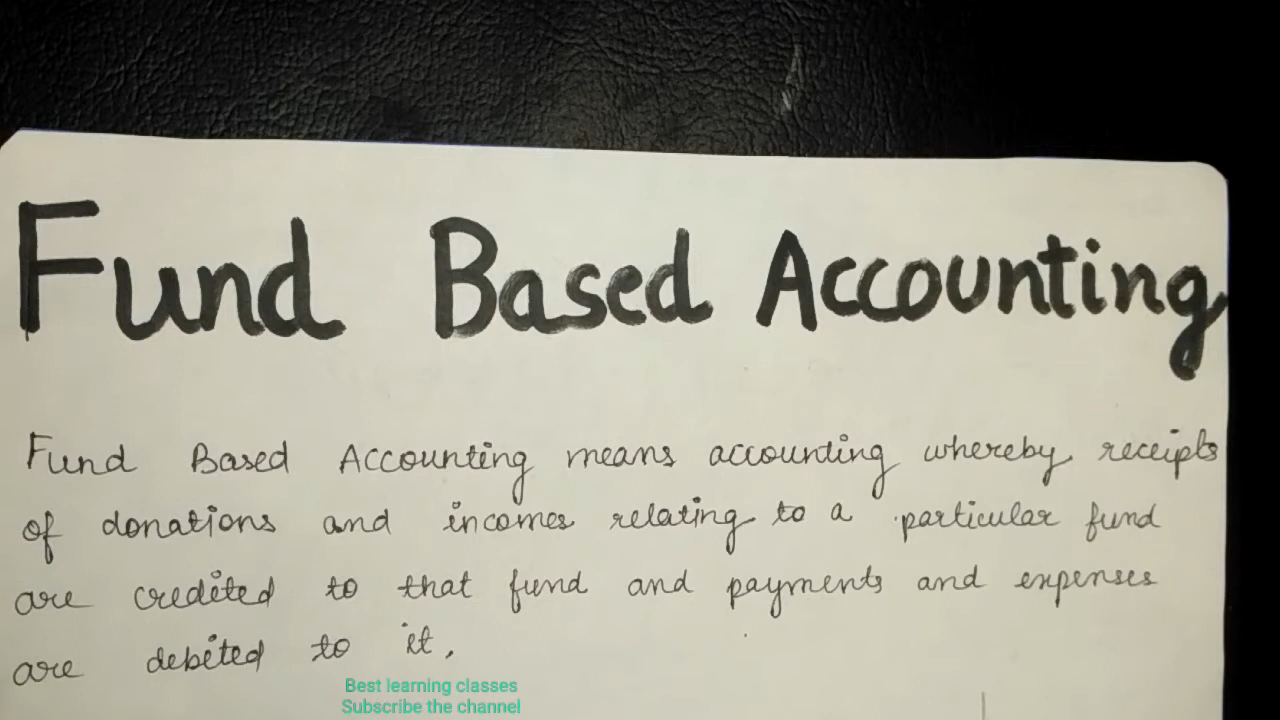 Fund Based Accounting
Fund Based Accounting means accounting whereby receipts
of donations and incomes relating to a particular fund
are credited to that fund and payments and expenses
are debited to it,
Best learning classes
Subscribe the channel